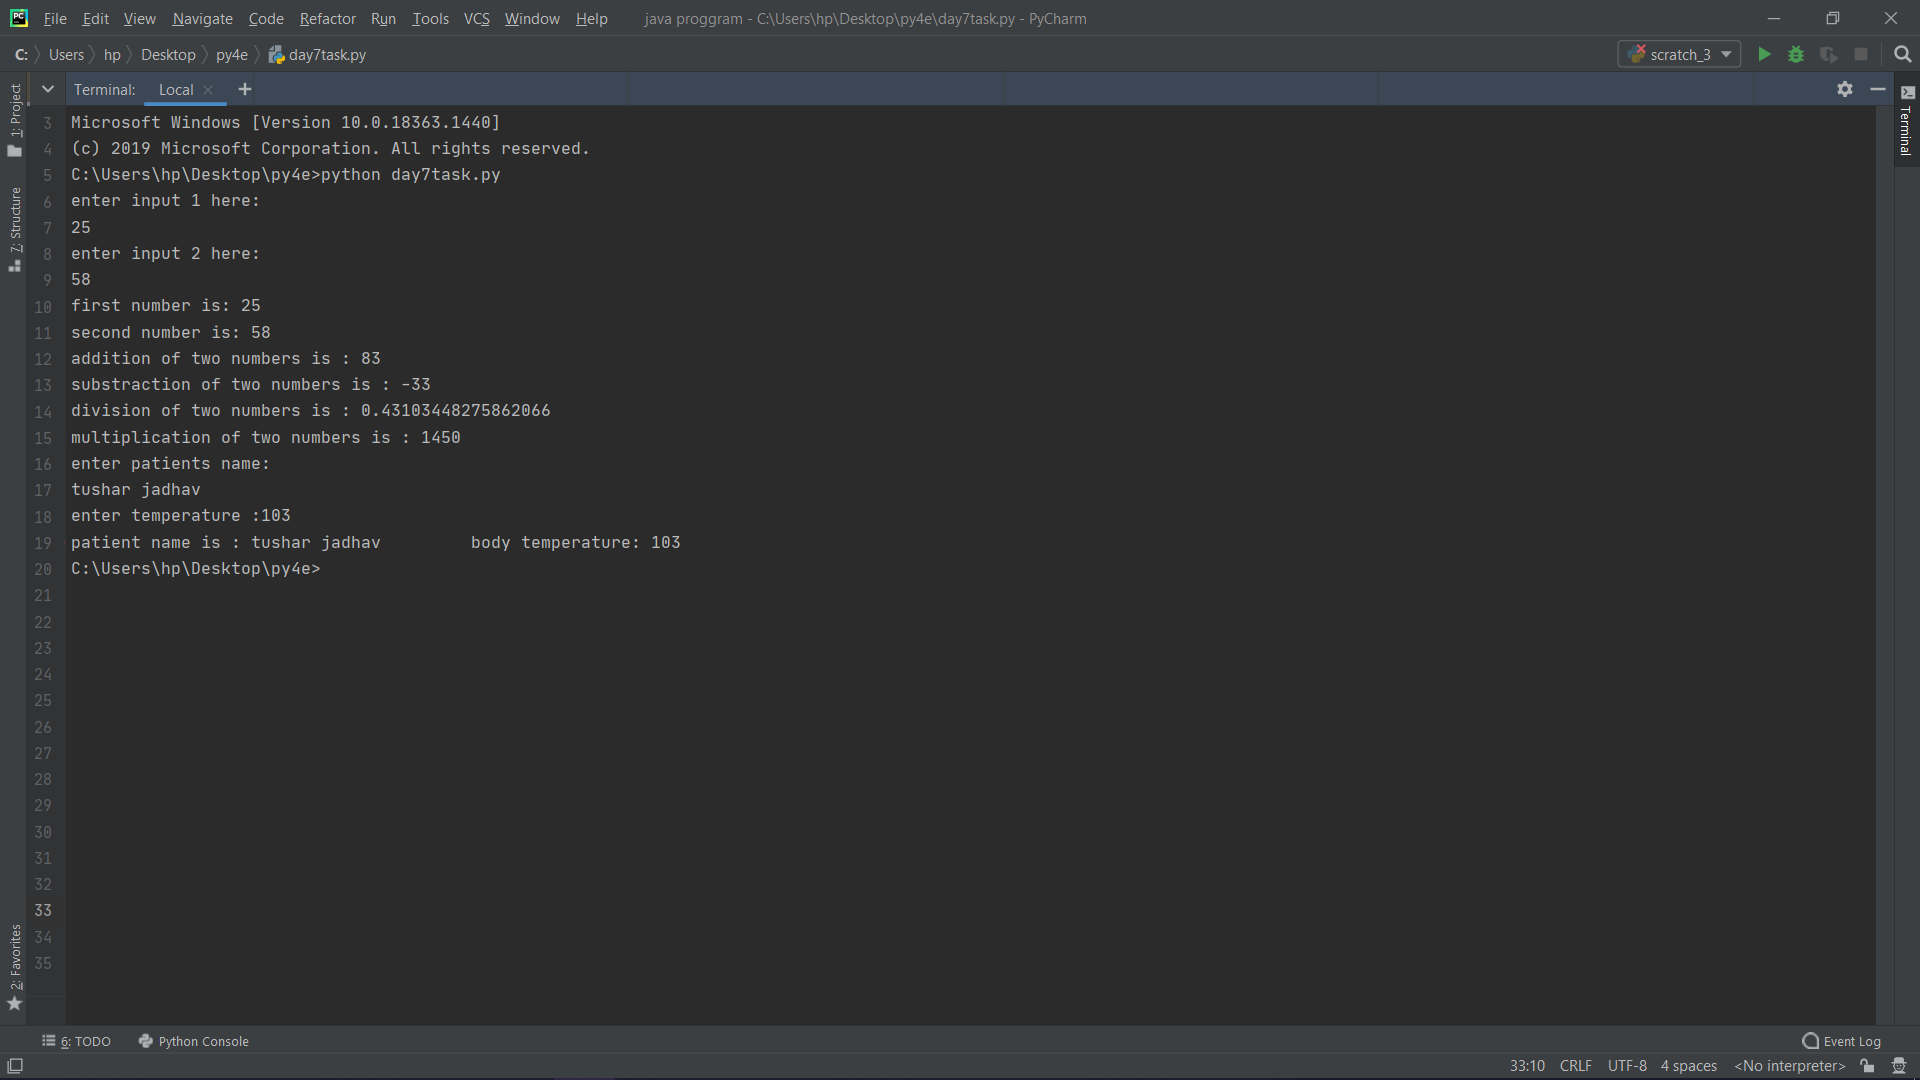 File Edit View Navigate Code Refactor Run Tools VCS Window Help java proggram - C:\Users\hp\Desktop\py4e\day7task.py - PyCharm
C: Users hp Desktop py4e day7task.py scratch_3
Terminal: Local
1: Project
7: Structure
2: Favorites
Terminal
3 Microsoft Windows [Version 10.0.18363.1440]
4 (c) 2019 Microsoft Corporation. All rights reserved.
5 C:\Users\hp\Desktop\py4e>python day7task.py
6 enter input 1 here:
7 25
8 enter input 2 here:
9 58
10 first number is: 25
11 second number is: 58
12 addition of two numbers is : 83
13 substraction of two numbers is : -33
14 division of two numbers is : 0.43103448275862066
15 multiplication of two numbers is : 1450
16 enter patients name:
17 tushar jadhav
18 enter temperature :103
19 patient name is : tushar jadhav         body temperature: 103
20 C:\Users\hp\Desktop\py4e>
21
22
23
24
25
26
27
28
29
30
31
32
33
34
35
6: TODO Python Console Event Log
33:10 CRLF UTF-8 4 spaces <No interpreter>